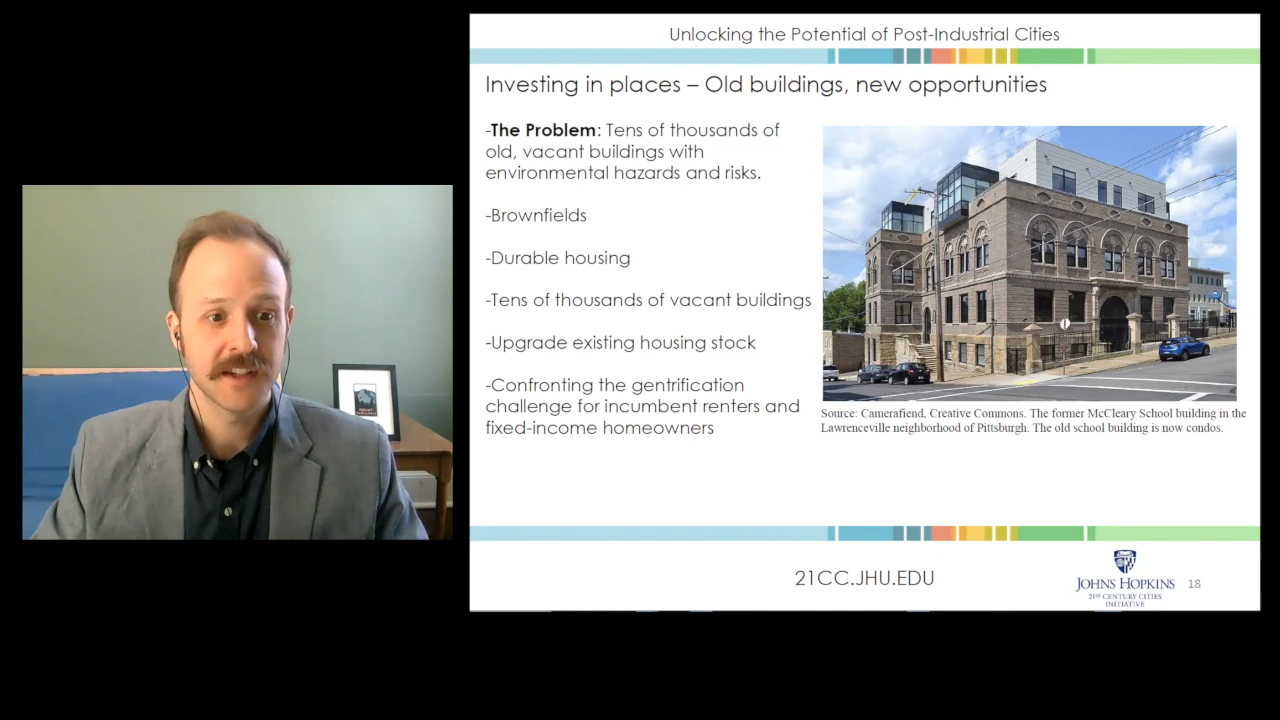 Unlocking the Potential of Post-Industrial Cities
Investing in places – Old buildings, new opportunities
-The Problem: Tens of thousands of
old, vacant buildings with
environmental hazards and risks.
-Brownfields
-Durable housing
-Tens of thousands of vacant buildings
-Upgrade existing housing stock
-Confronting the gentrification
challenge for incumbent renters and
fixed-income homeowners
Source: Camerafiend, Creative Commons. The former McCleary School building in the
Lawrenceville neighborhood of Pittsburgh. The old school building is now condos.
21CC.JHU.EDU
JOHNS HOPKINS
21st CENTURY CITIES
INITIATIVE
18